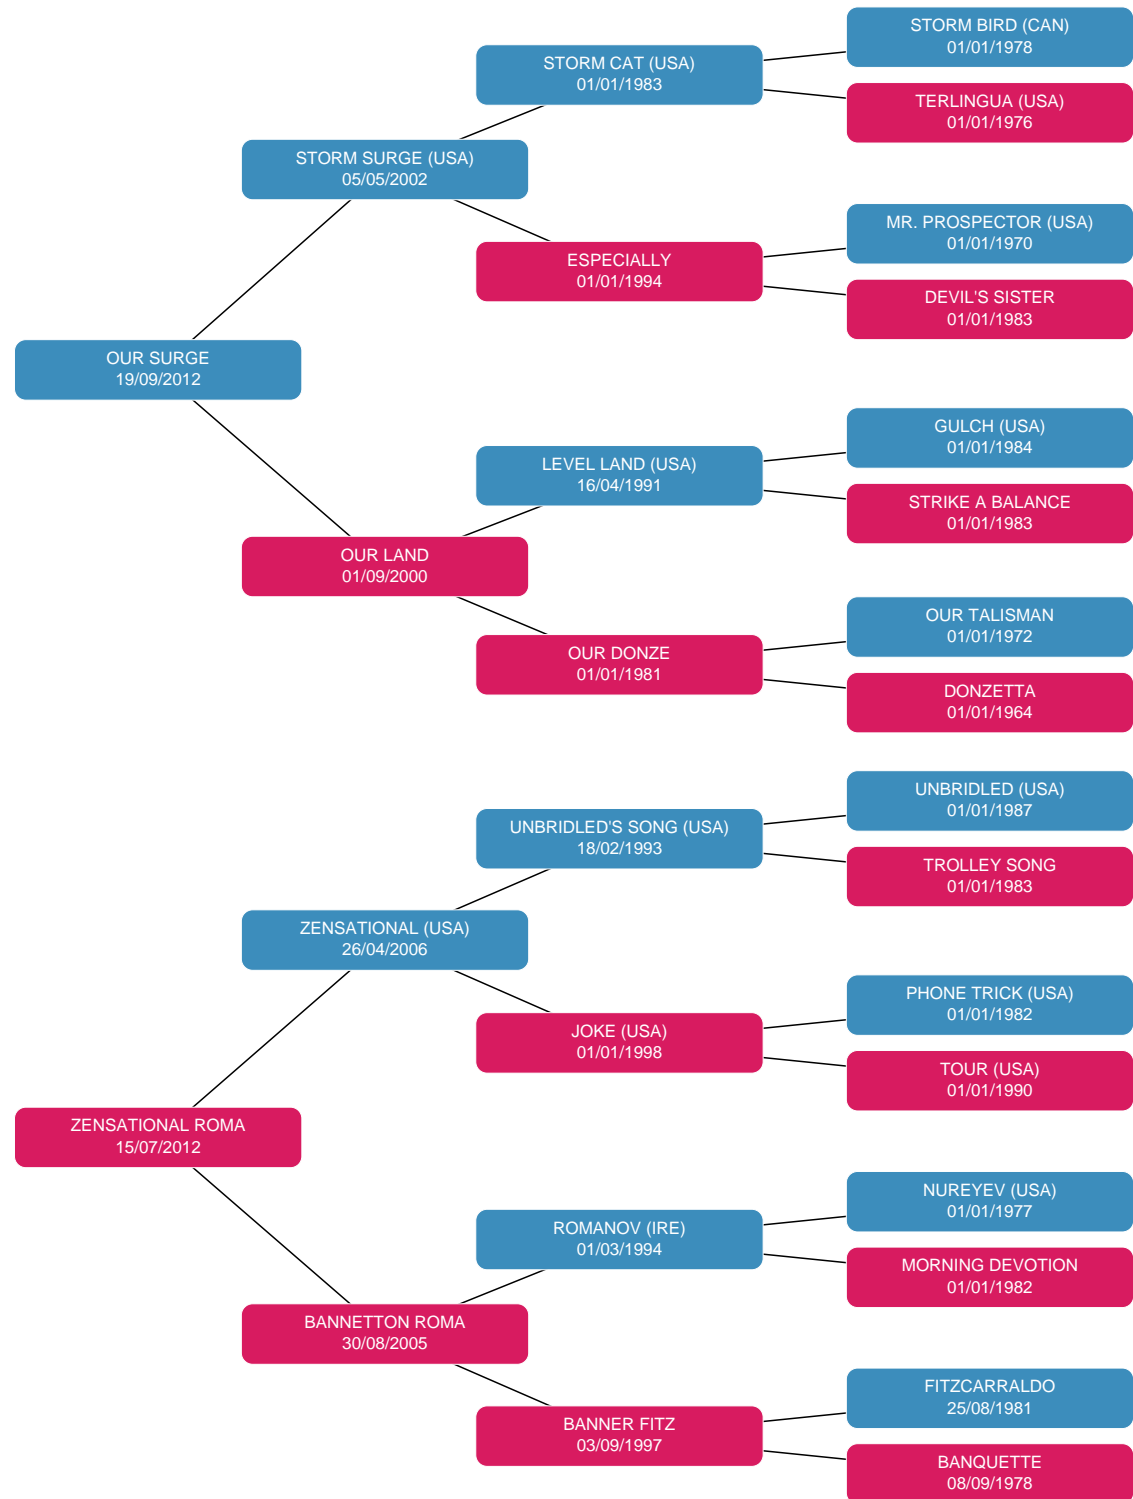 STORM BIRD (CAN)
01/01/1978
STORM CAT (USA)
01/01/1983
TERLINGUA (USA)
01/01/1976
STORM SURGE (USA)
05/05/2002
MR. PROSPECTOR (USA)
01/01/1970
ESPECIALLY
01/01/1994
DEVIL'S SISTER
01/01/1983
OUR SURGE
19/09/2012
GULCH (USA)
01/01/1984
LEVEL LAND (USA)
16/04/1991
STRIKE A BALANCE
01/01/1983
OUR LAND
01/09/2000
OUR TALISMAN
01/01/1972
OUR DONZE
01/01/1981
DONZETTA
01/01/1964
UNBRIDLED (USA)
01/01/1987
UNBRIDLED'S SONG (USA)
18/02/1993
TROLLEY SONG
01/01/1983
ZENSATIONAL (USA)
26/04/2006
PHONE TRICK (USA)
01/01/1982
JOKE (USA)
01/01/1998
TOUR (USA)
01/01/1990
ZENSATIONAL ROMA
15/07/2012
NUREYEV (USA)
01/01/1977
ROMANOV (IRE)
01/03/1994
MORNING DEVOTION
01/01/1982
BANNETTON ROMA
30/08/2005
FITZCARRALDO
25/08/1981
BANNER FITZ
03/09/1997
BANQUETTE
08/09/1978